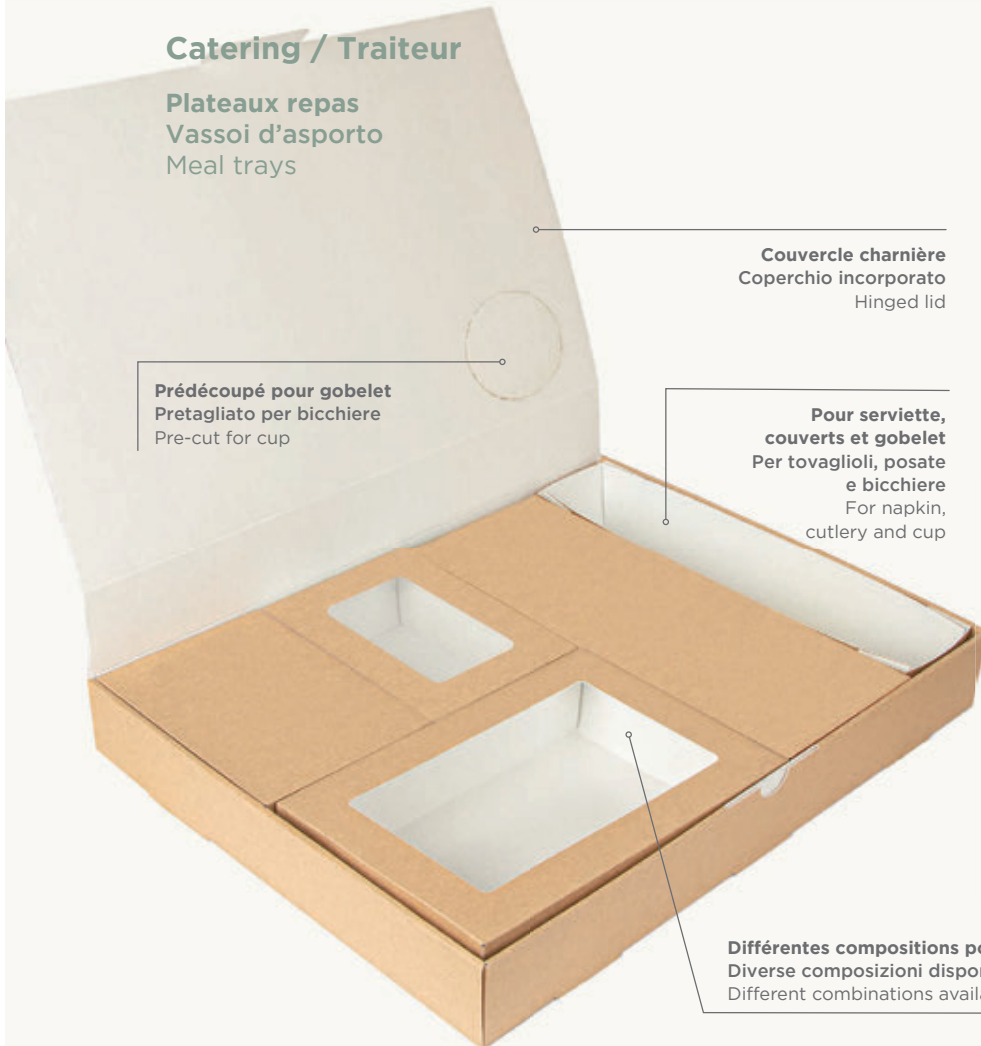 Catering / Traiteur
Plateaux repas
Vassoi d’asporto
Meal trays
Couvercle charnière
Coperchio incorporato
Hinged lid
Prédécoupé pour gobelet
Pretagliato per bicchiere
Pre-cut for cup
Pour serviette,
couverts et gobelet
Per tovaglioli, posate
e bicchiere
For napkin,
cutlery and cup
Différentes compositions
Diverse composizioni
Different combinations